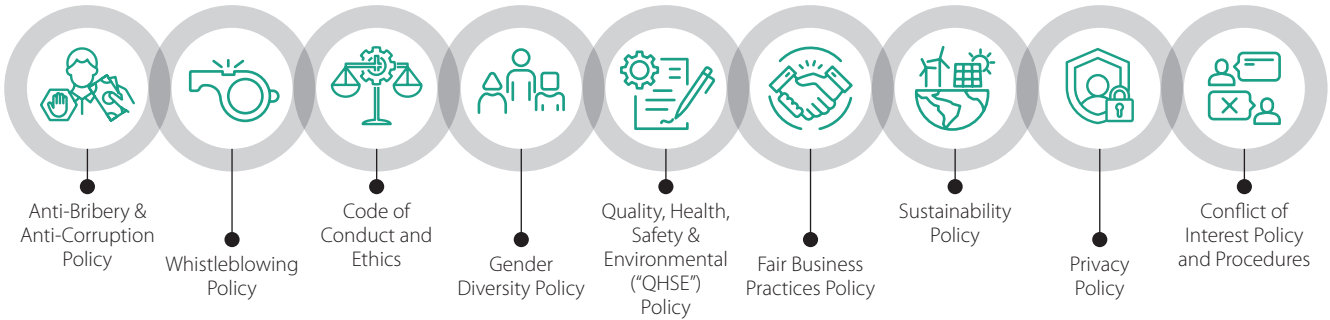 Anti-Bribery &
Anti-Corruption
Policy
Whistleblowing
Policy
Code of
Conduct and
Ethics
Gender
Diversity Policy
Quality, Health,
Safety &
Environmental
(“QHSE”)
Policy
Fair Business
Practices Policy
Sustainability
Policy
Privacy
Policy
Conflict of
Interest Policy
and Procedures